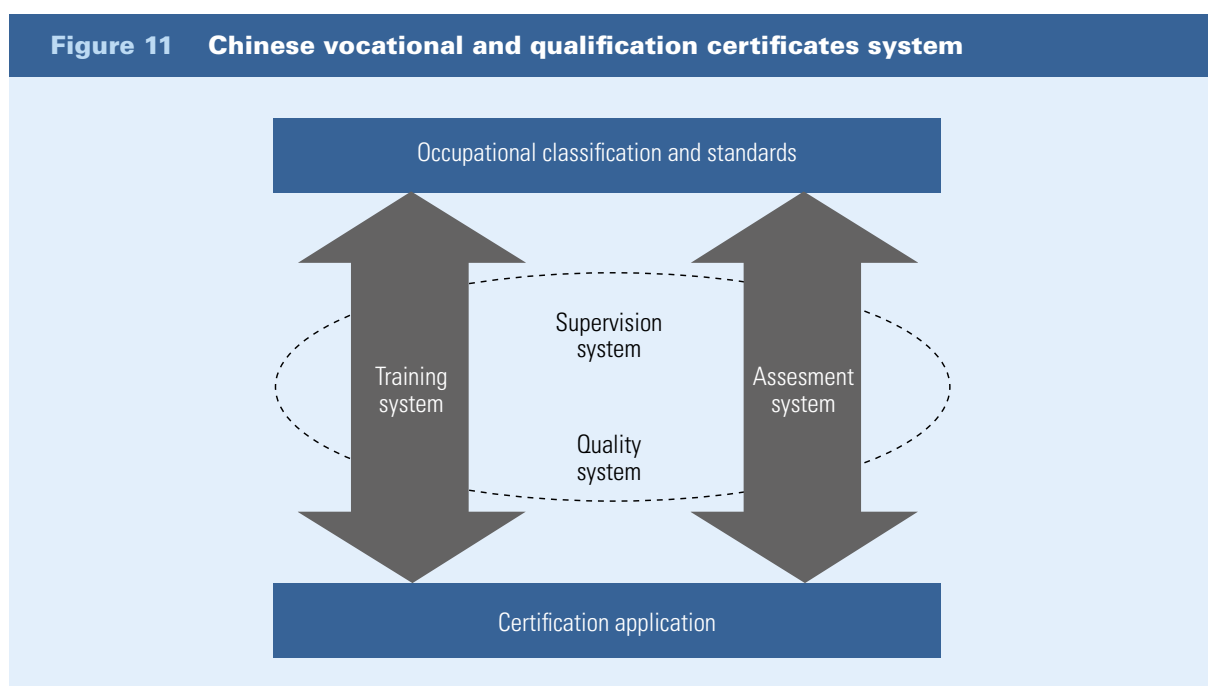 Figure 11 Chinese vocational and qualification certificates system
Occupational classification and standards
Supervision
system
Training
system
Assesment
system
Quality
system
Certification application